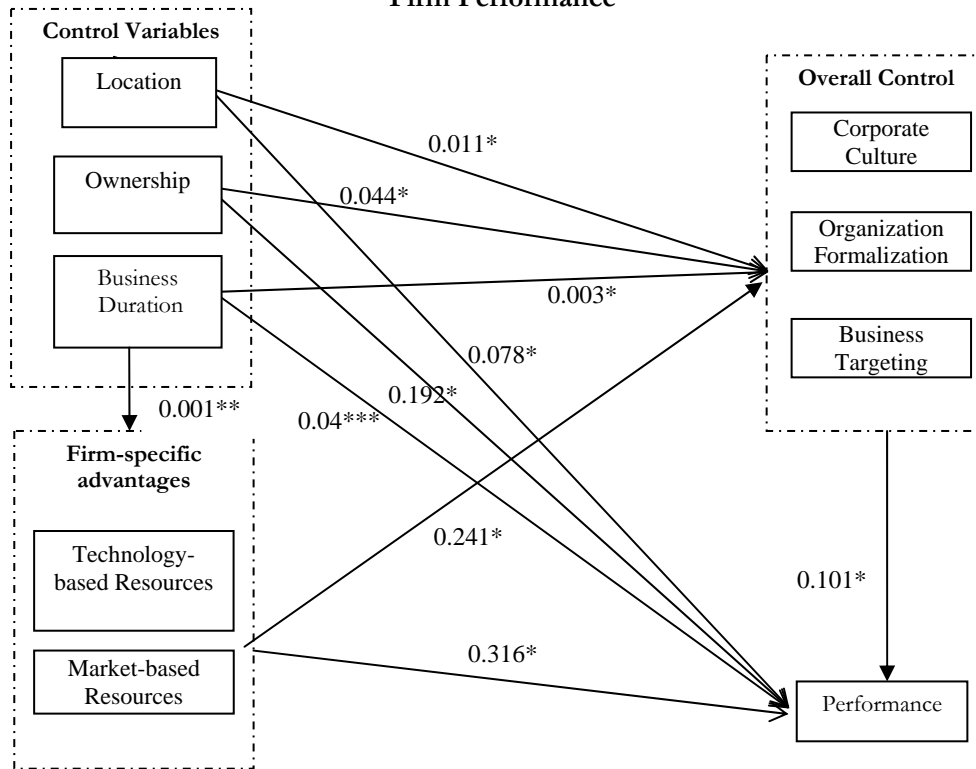 Firm Performance
Control Variables
Location
Ownership
Business
Duration
0.001**
Firm-specific
advantages
Technology-
based Resources
Market-based
Resources
0.011*
0.044*
0.003*
0.078*
0.192*
0.04***
0.241*
0.316*
Overall Control
Corporate
Culture
Organization
Formalization
Business
Targeting
0.101*
Performance